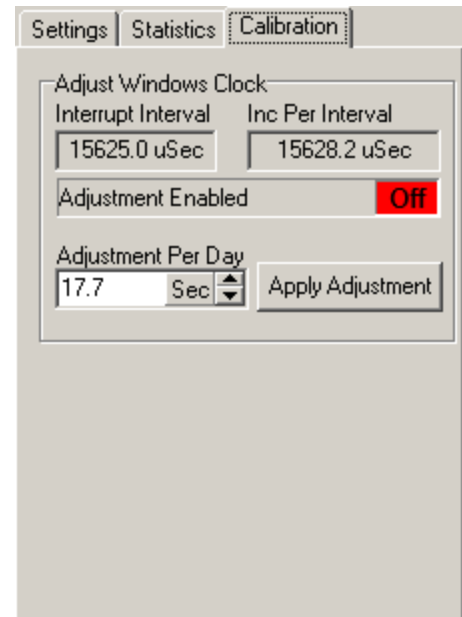 Settings Statistics Calibration
Adjust Windows Clock
Interrupt Interval Inc Per Interval
15625.0 uSec 15628.2 uSec
Adjustment Enabled Off
Adjustment Per Day
17.7 Sec Apply Adjustment